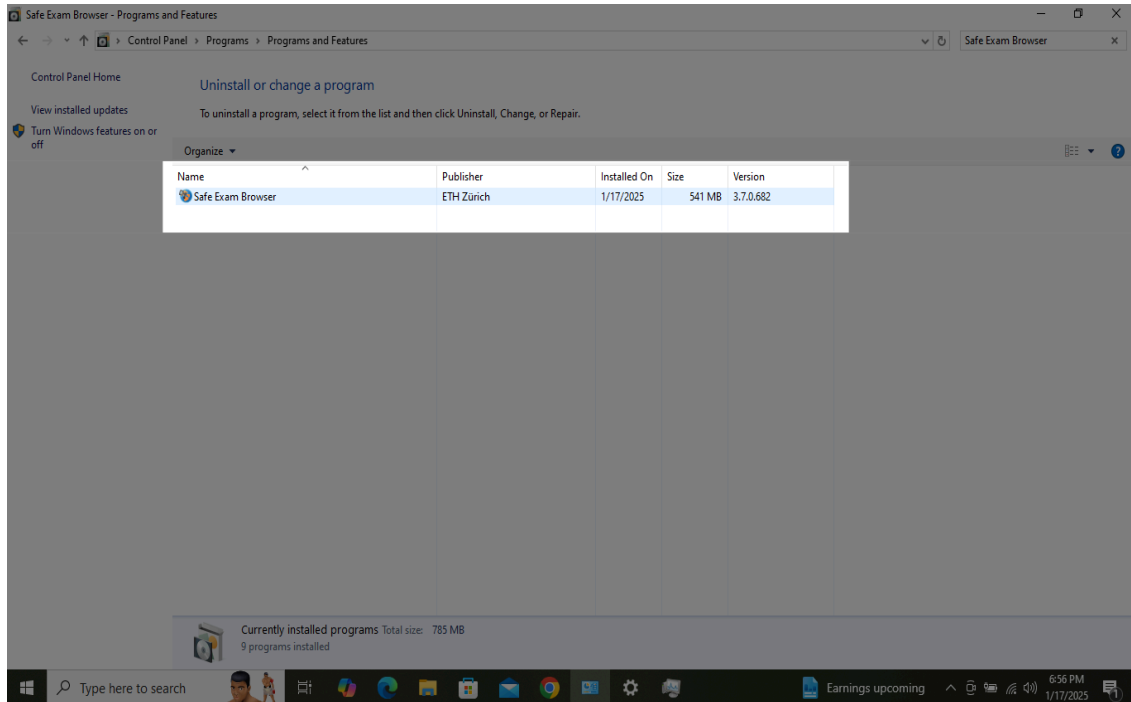 Safe Exam Browser - Programs and Features
Control Panel > Programs > Programs and Features
Safe Exam Browser
Control Panel Home
View installed updates
Turn Windows features on or
off
Uninstall or change a program
To uninstall a program, select it from the list and then click Uninstall, Change, or Repair.
Organize
Name Publisher Installed On Size Version
Safe Exam Browser ETH Zürich 1/17/2025 541 MB 3.7.0.682
Currently installed programs Total size: 785 MB
9 programs installed
Type here to search
Earnings upcoming
6:56 PM
1/17/2025